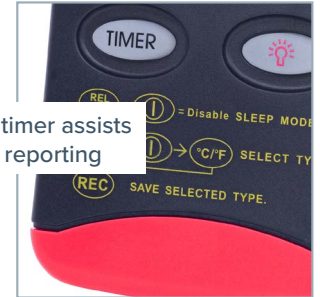 TIMER
REL
= Disable SLEEP MODE
timer assists
reporting
→ °C/°F SELECT TY
REC SAVE SELECTED TYPE.